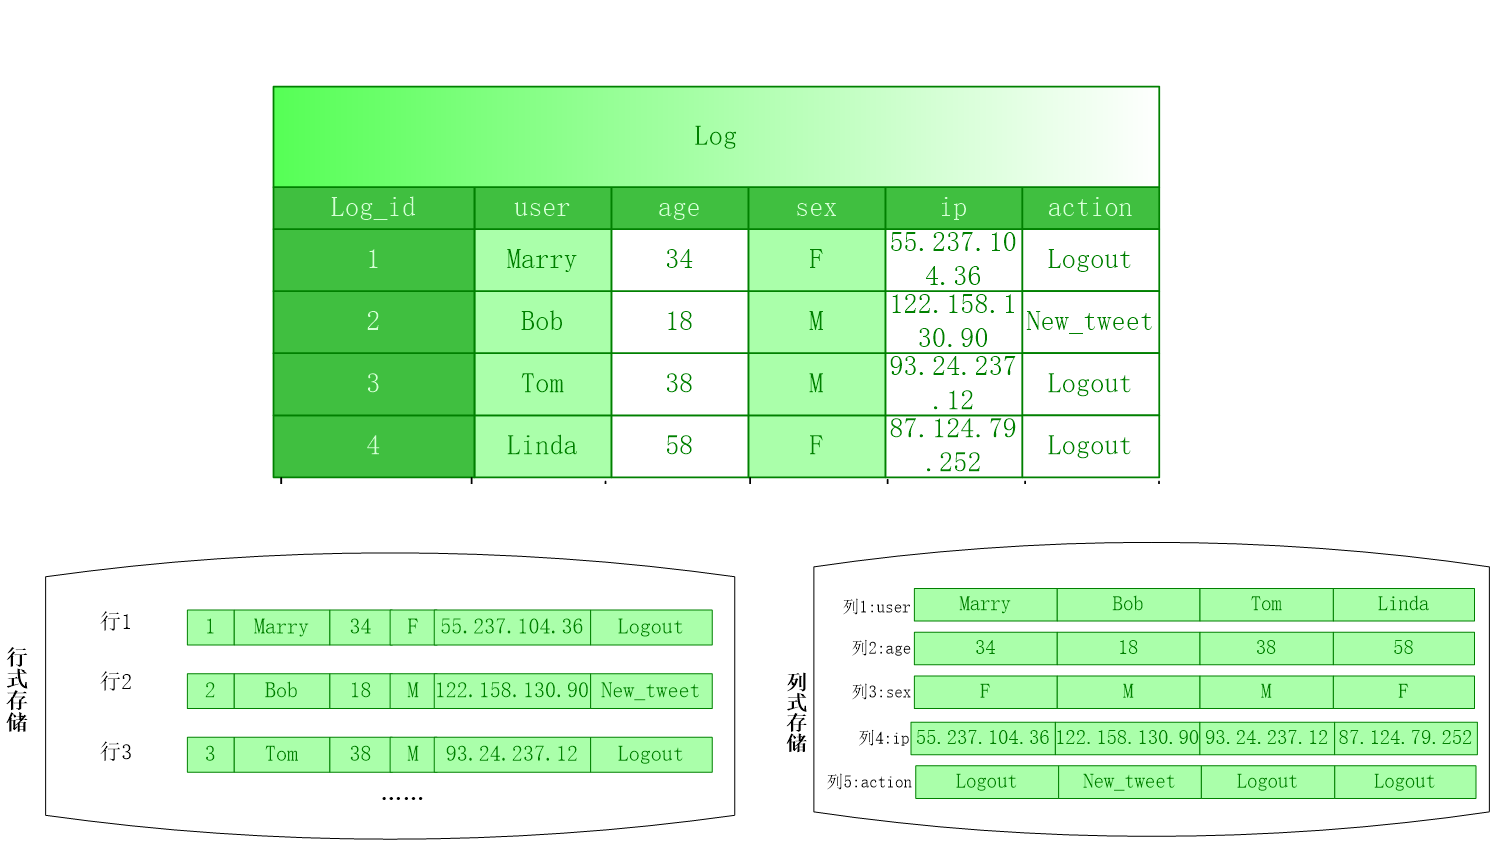 Log
Log_id user age sex ip action
1 Marry 34 F 55.237.10
4.36 Logout
2 Bob 18 M 122.158.1
30.90 New_tweet
3 Tom 38 M 93.24.237
.12 Logout
4 Linda 58 F 87.124.79
.252 Logout
行式存储
行1 1 Marry 34 F 55.237.104.36 Logout
行2 2 Bob 18 M 122.158.130.90 New_tweet
行3 3 Tom 38 M 93.24.237.12 Logout
......
列式存储
列1:user Marry Bob Tom Linda
列2:age 34 18 38 58
列3:sex F M M F
列4:ip 55.237.104.36 122.158.130.90 93.24.237.12 87.124.79.252
列5:action Logout New_tweet Logout Logout